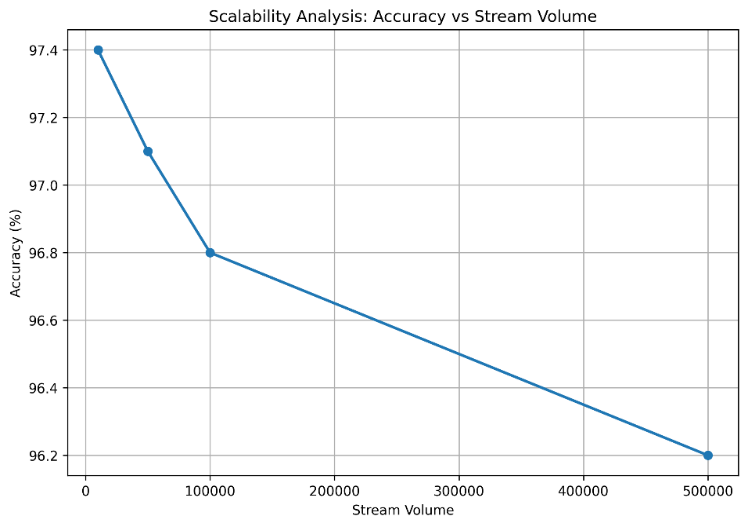 Scalability Analysis: Accuracy vs Stream Volume
97.4
97.2
97.0
96.8
96.6
96.4
96.2
Accuracy (%)
0 100000 200000 300000 400000 500000
Stream Volume